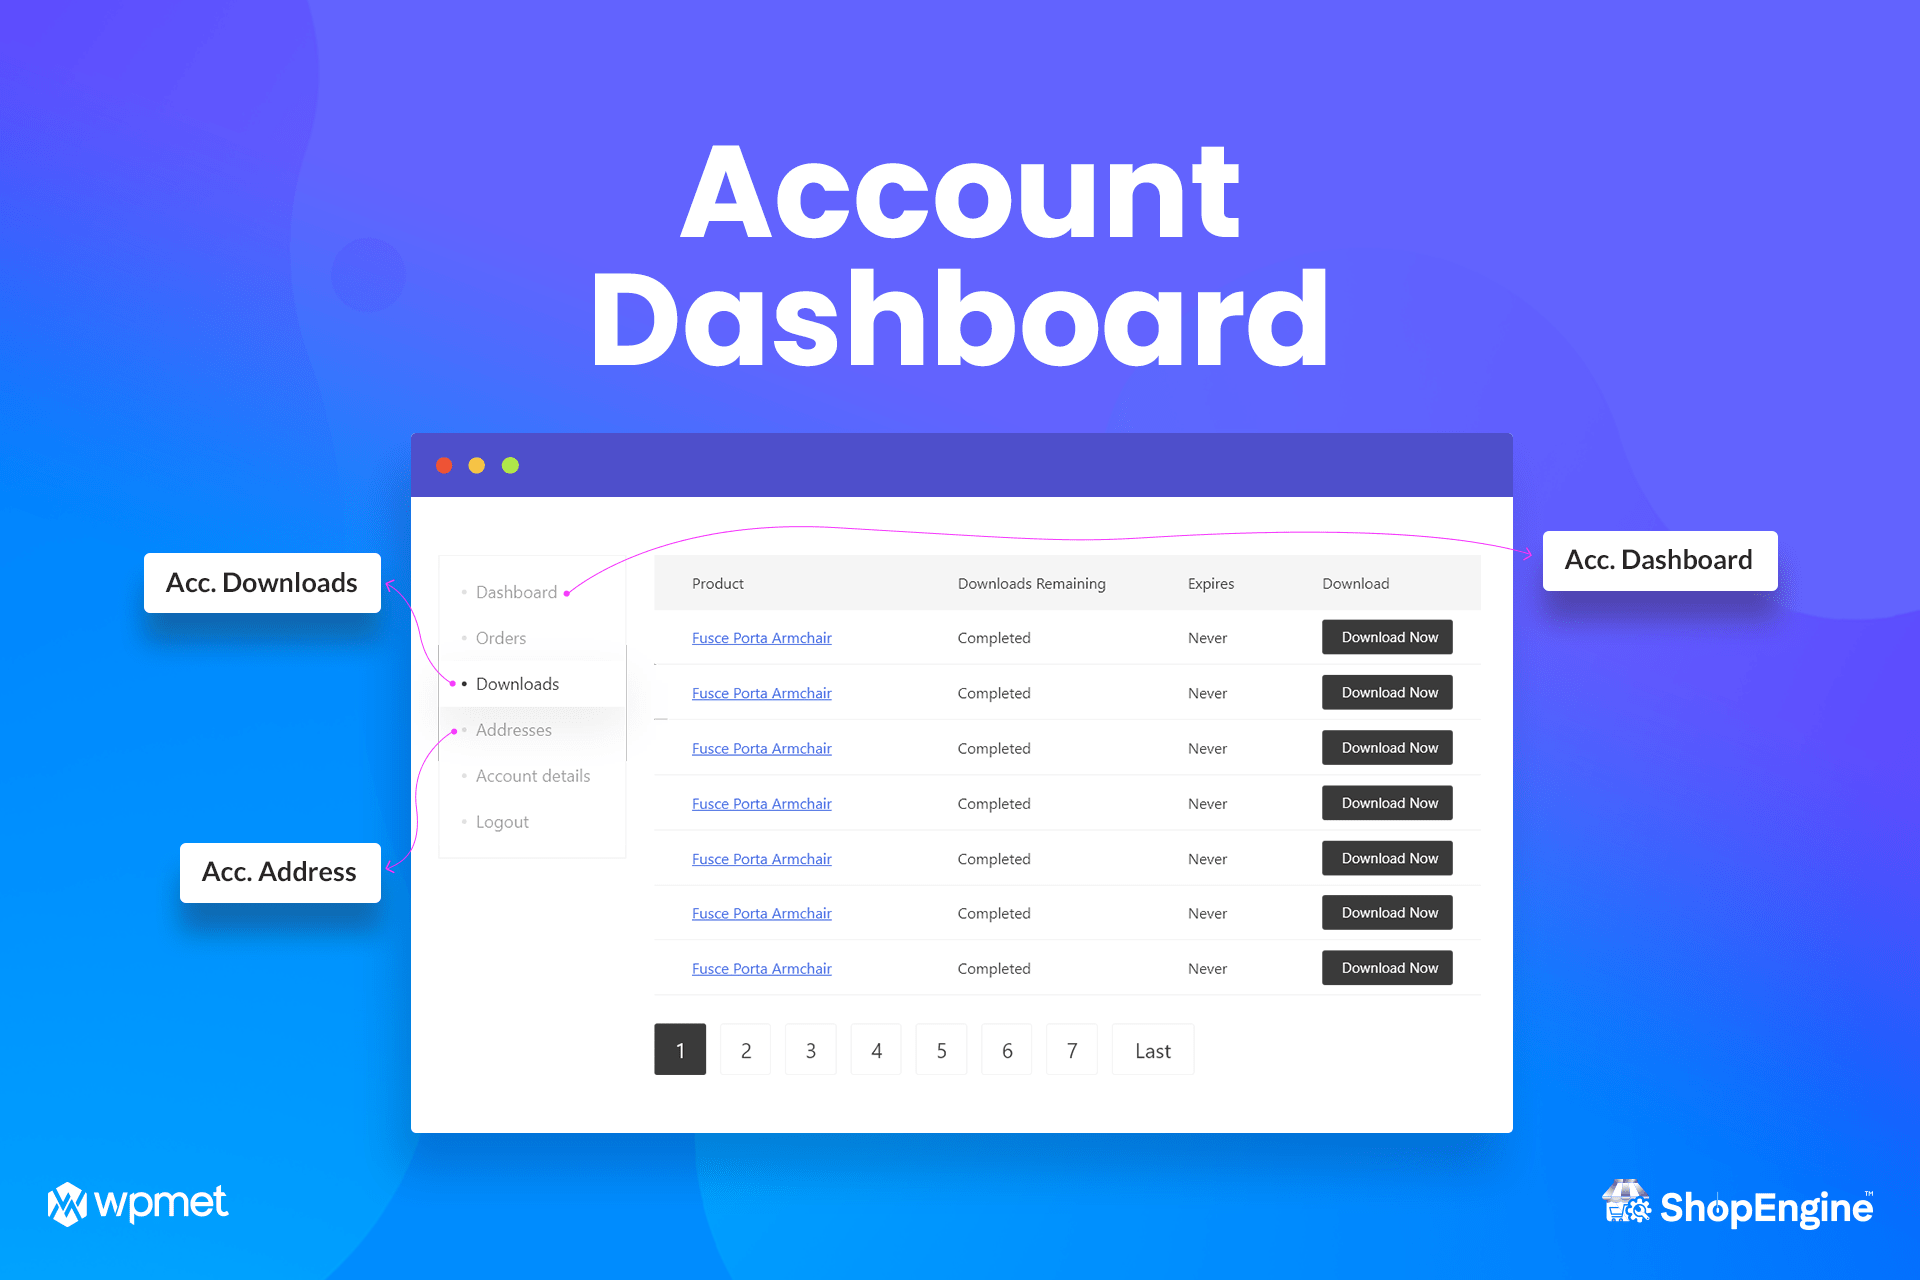 Account
Dashboard
Acc. Downloads
Acc. Address
Acc. Dashboard
Dashboard
Orders
Downloads
Addresses
Account details
Logout
Product Downloads Remaining Expires Download
Fusce Porta Armchair Completed Never Download Now
Fusce Porta Armchair Completed Never Download Now
Fusce Porta Armchair Completed Never Download Now
Fusce Porta Armchair Completed Never Download Now
Fusce Porta Armchair Completed Never Download Now
Fusce Porta Armchair Completed Never Download Now
Fusce Porta Armchair Completed Never Download Now
1 2 3 4 5 6 7 Last
wpmet
ShopEngine™